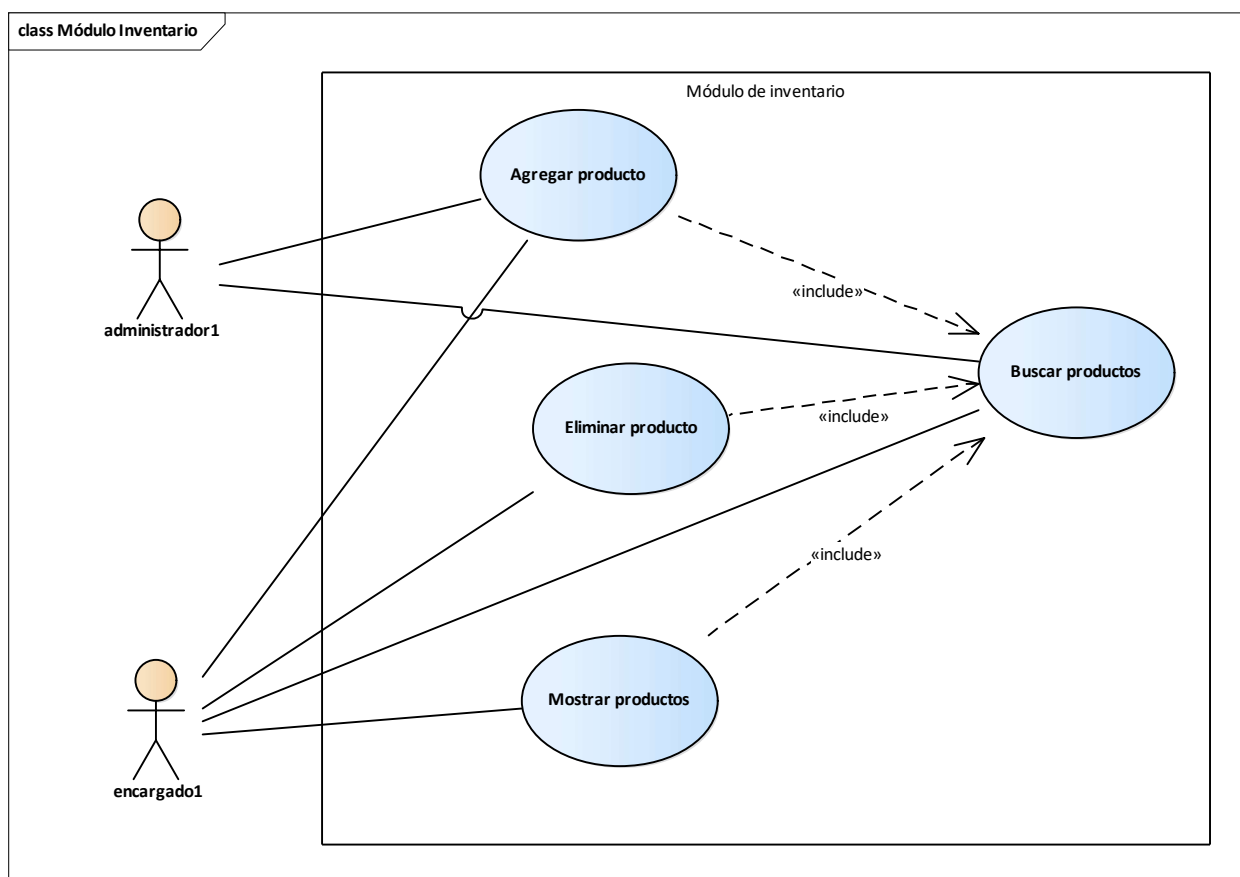 class Módulo Inventario
Módulo de inventario
Agregar producto
administrador1
«include»
Buscar productos
Eliminar producto
«include»
«include»
Mostrar productos
encargado1
«include»